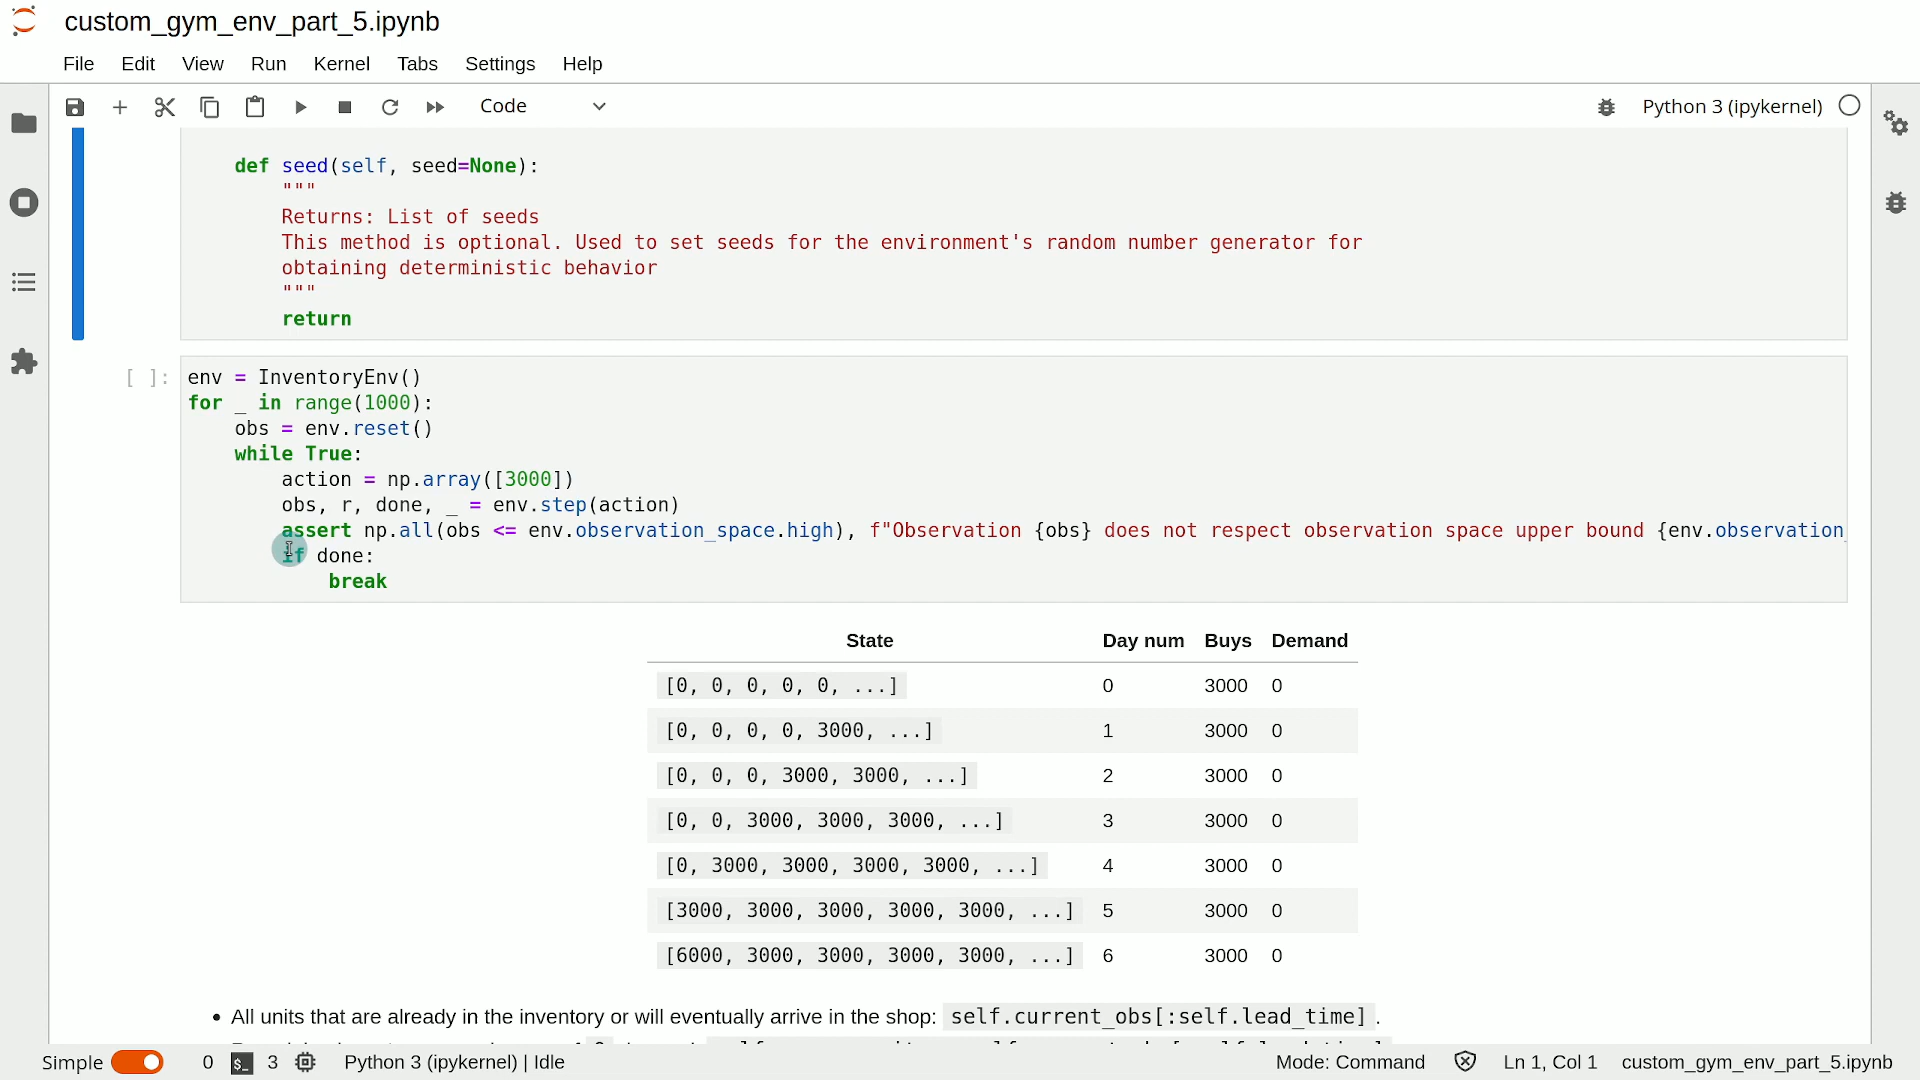 custom_gym_env_part_5.ipynb
File Edit View Run Kernel Tabs Settings Help
Code
Python 3 (ipykernel)
def seed(self, seed=None):
"""
Returns: List of seeds
This method is optional. Used to set seeds for the environment's random number generator for
obtaining deterministic behavior
"""
return
[ ]:
env = InventoryEnv()
for _ in range(1000):
obs = env.reset()
while True:
action = np.array([3000])
obs, r, done, _ = env.step(action)
assert np.all(obs <= env.observation_space.high), f"Observation {obs} does not respect observation space upper bound {env.observation_
if done:
break
State Day num Buys Demand
[0, 0, 0, 0, 0, ...] 0 3000 0
[0, 0, 0, 0, 3000, ...] 1 3000 0
[0, 0, 0, 3000, 3000, ...] 2 3000 0
[0, 0, 3000, 3000, 3000, ...] 3 3000 0
[0, 3000, 3000, 3000, 3000, ...] 4 3000 0
[3000, 3000, 3000, 3000, 3000, ...] 5 3000 0
[6000, 3000, 3000, 3000, 3000, ...] 6 3000 0
• All units that are already in the inventory or will eventually arrive in the shop: self.current_obs[:self.lead_time] .
Simple 0 $_ 3 Python 3 (ipykernel) | Idle Mode: Command Ln 1, Col 1 custom_gym_env_part_5.ipynb